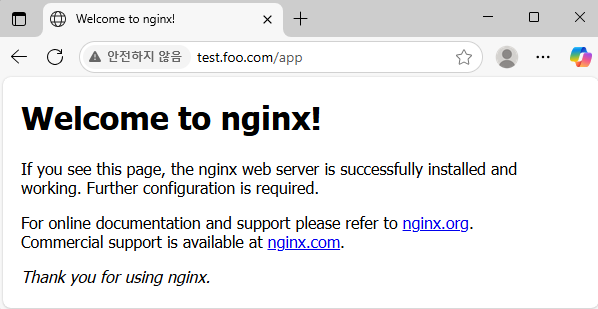 Welcome to nginx!
안전하지 않음 test.foo.com/app
Welcome to nginx!
If you see this page, the nginx web server is successfully installed and
working. Further configuration is required.
For online documentation and support please refer to nginx.org.
Commercial support is available at nginx.com.
Thank you for using nginx.